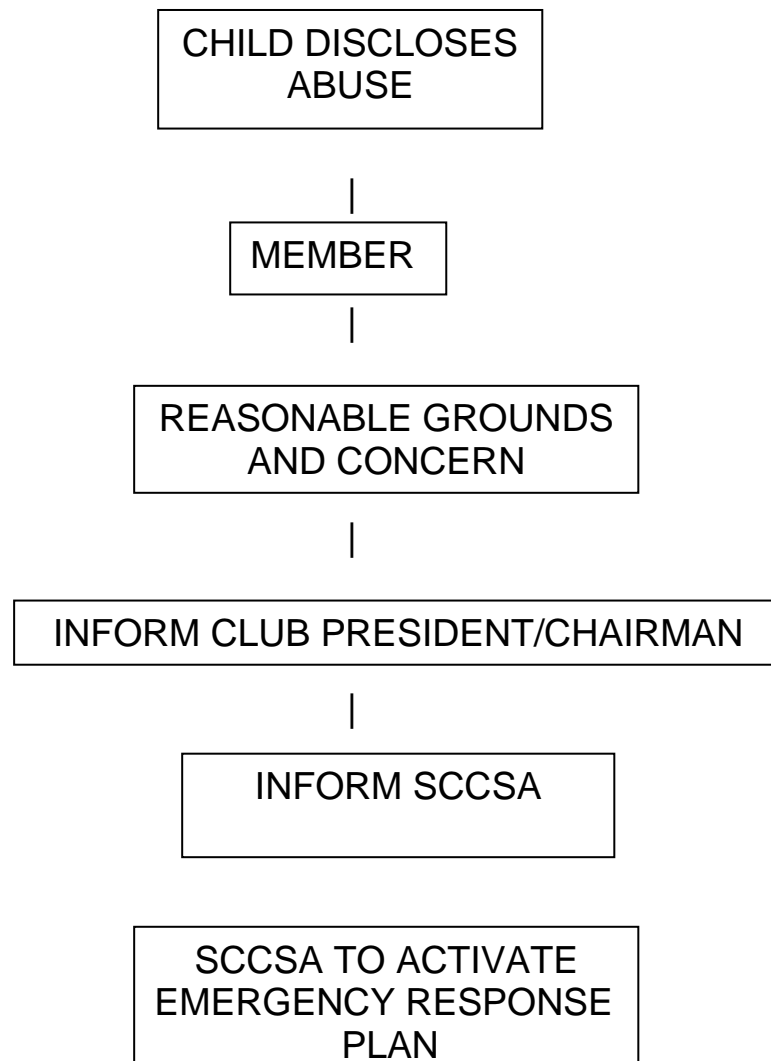 CHILD DISCLOSES
ABUSE
MEMBER
REASONABLE GROUNDS
AND CONCERN
INFORM CLUB PRESIDENT/CHAIRMAN
INFORM SCCSA
SCCSA TO ACTIVATE
EMERGENCY RESPONSE
PLAN